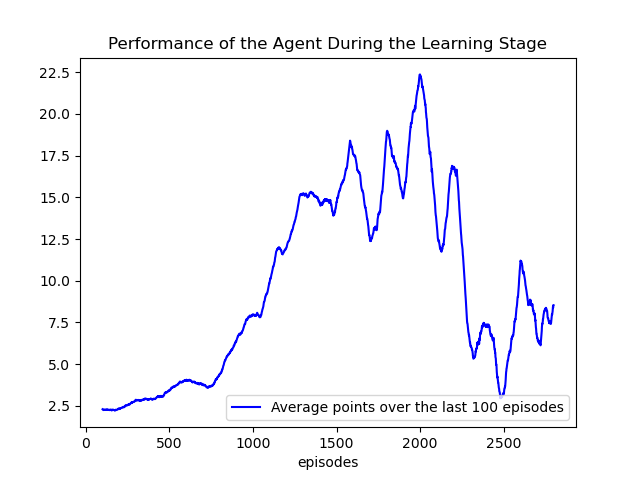 Performance of the Agent During the Learning Stage
22.5
20.0
17.5
15.0
12.5
10.0
7.5
5.0
2.5
Average points over the last 100 episodes
0 500 1000 1500 2000 2500
episodes